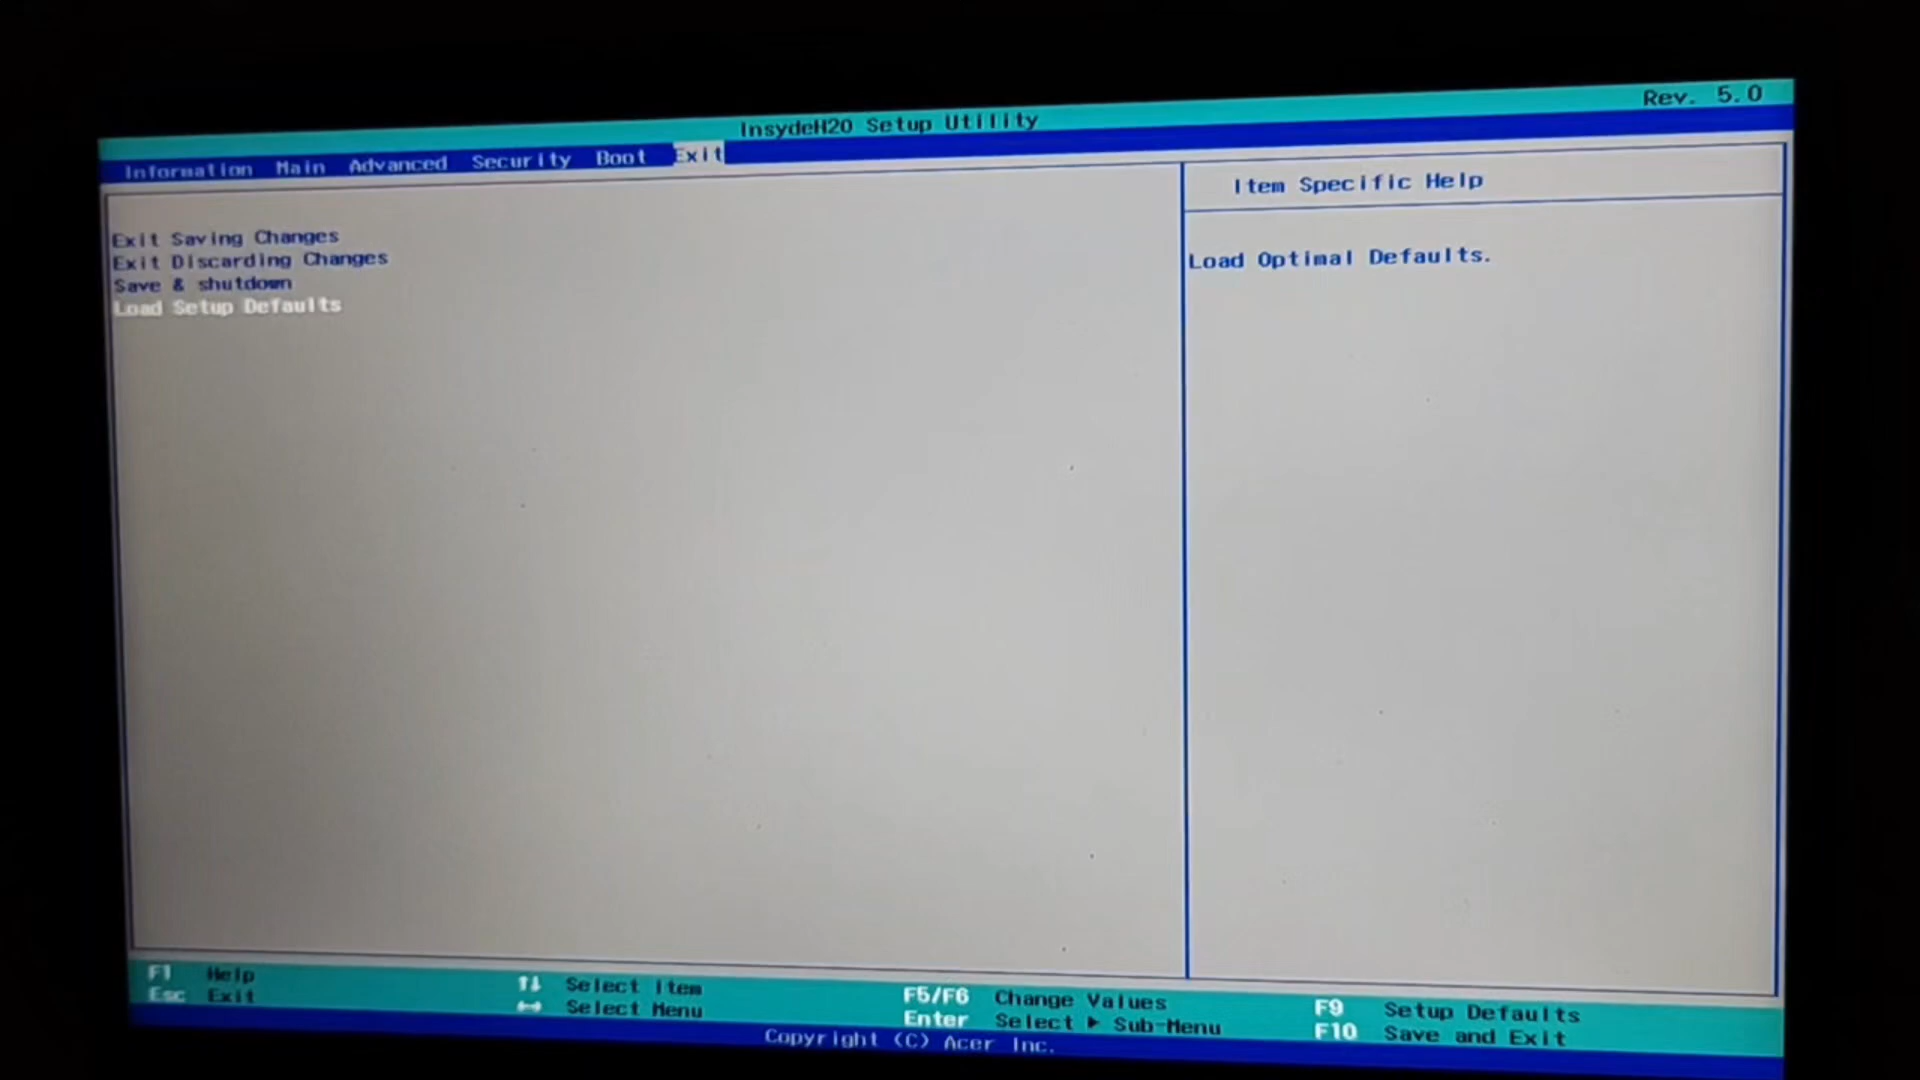 InsydeH20 Setup Utility
Rev. 5.0
Information Main Advanced Security Boot Exit
Item Specific Help
Exit Saving Changes
Exit Discarding Changes
Save & shutdown
Load Setup Defaults
Load Optimal Defaults.
F1 Help
Esc Exit
↑↓ Select Item
↔ Select Menu
F5/F6 Change Values
Enter Select ▶ Sub-Menu
F9 Setup Defaults
F10 Save and Exit
Copyright (C) Acer Inc.